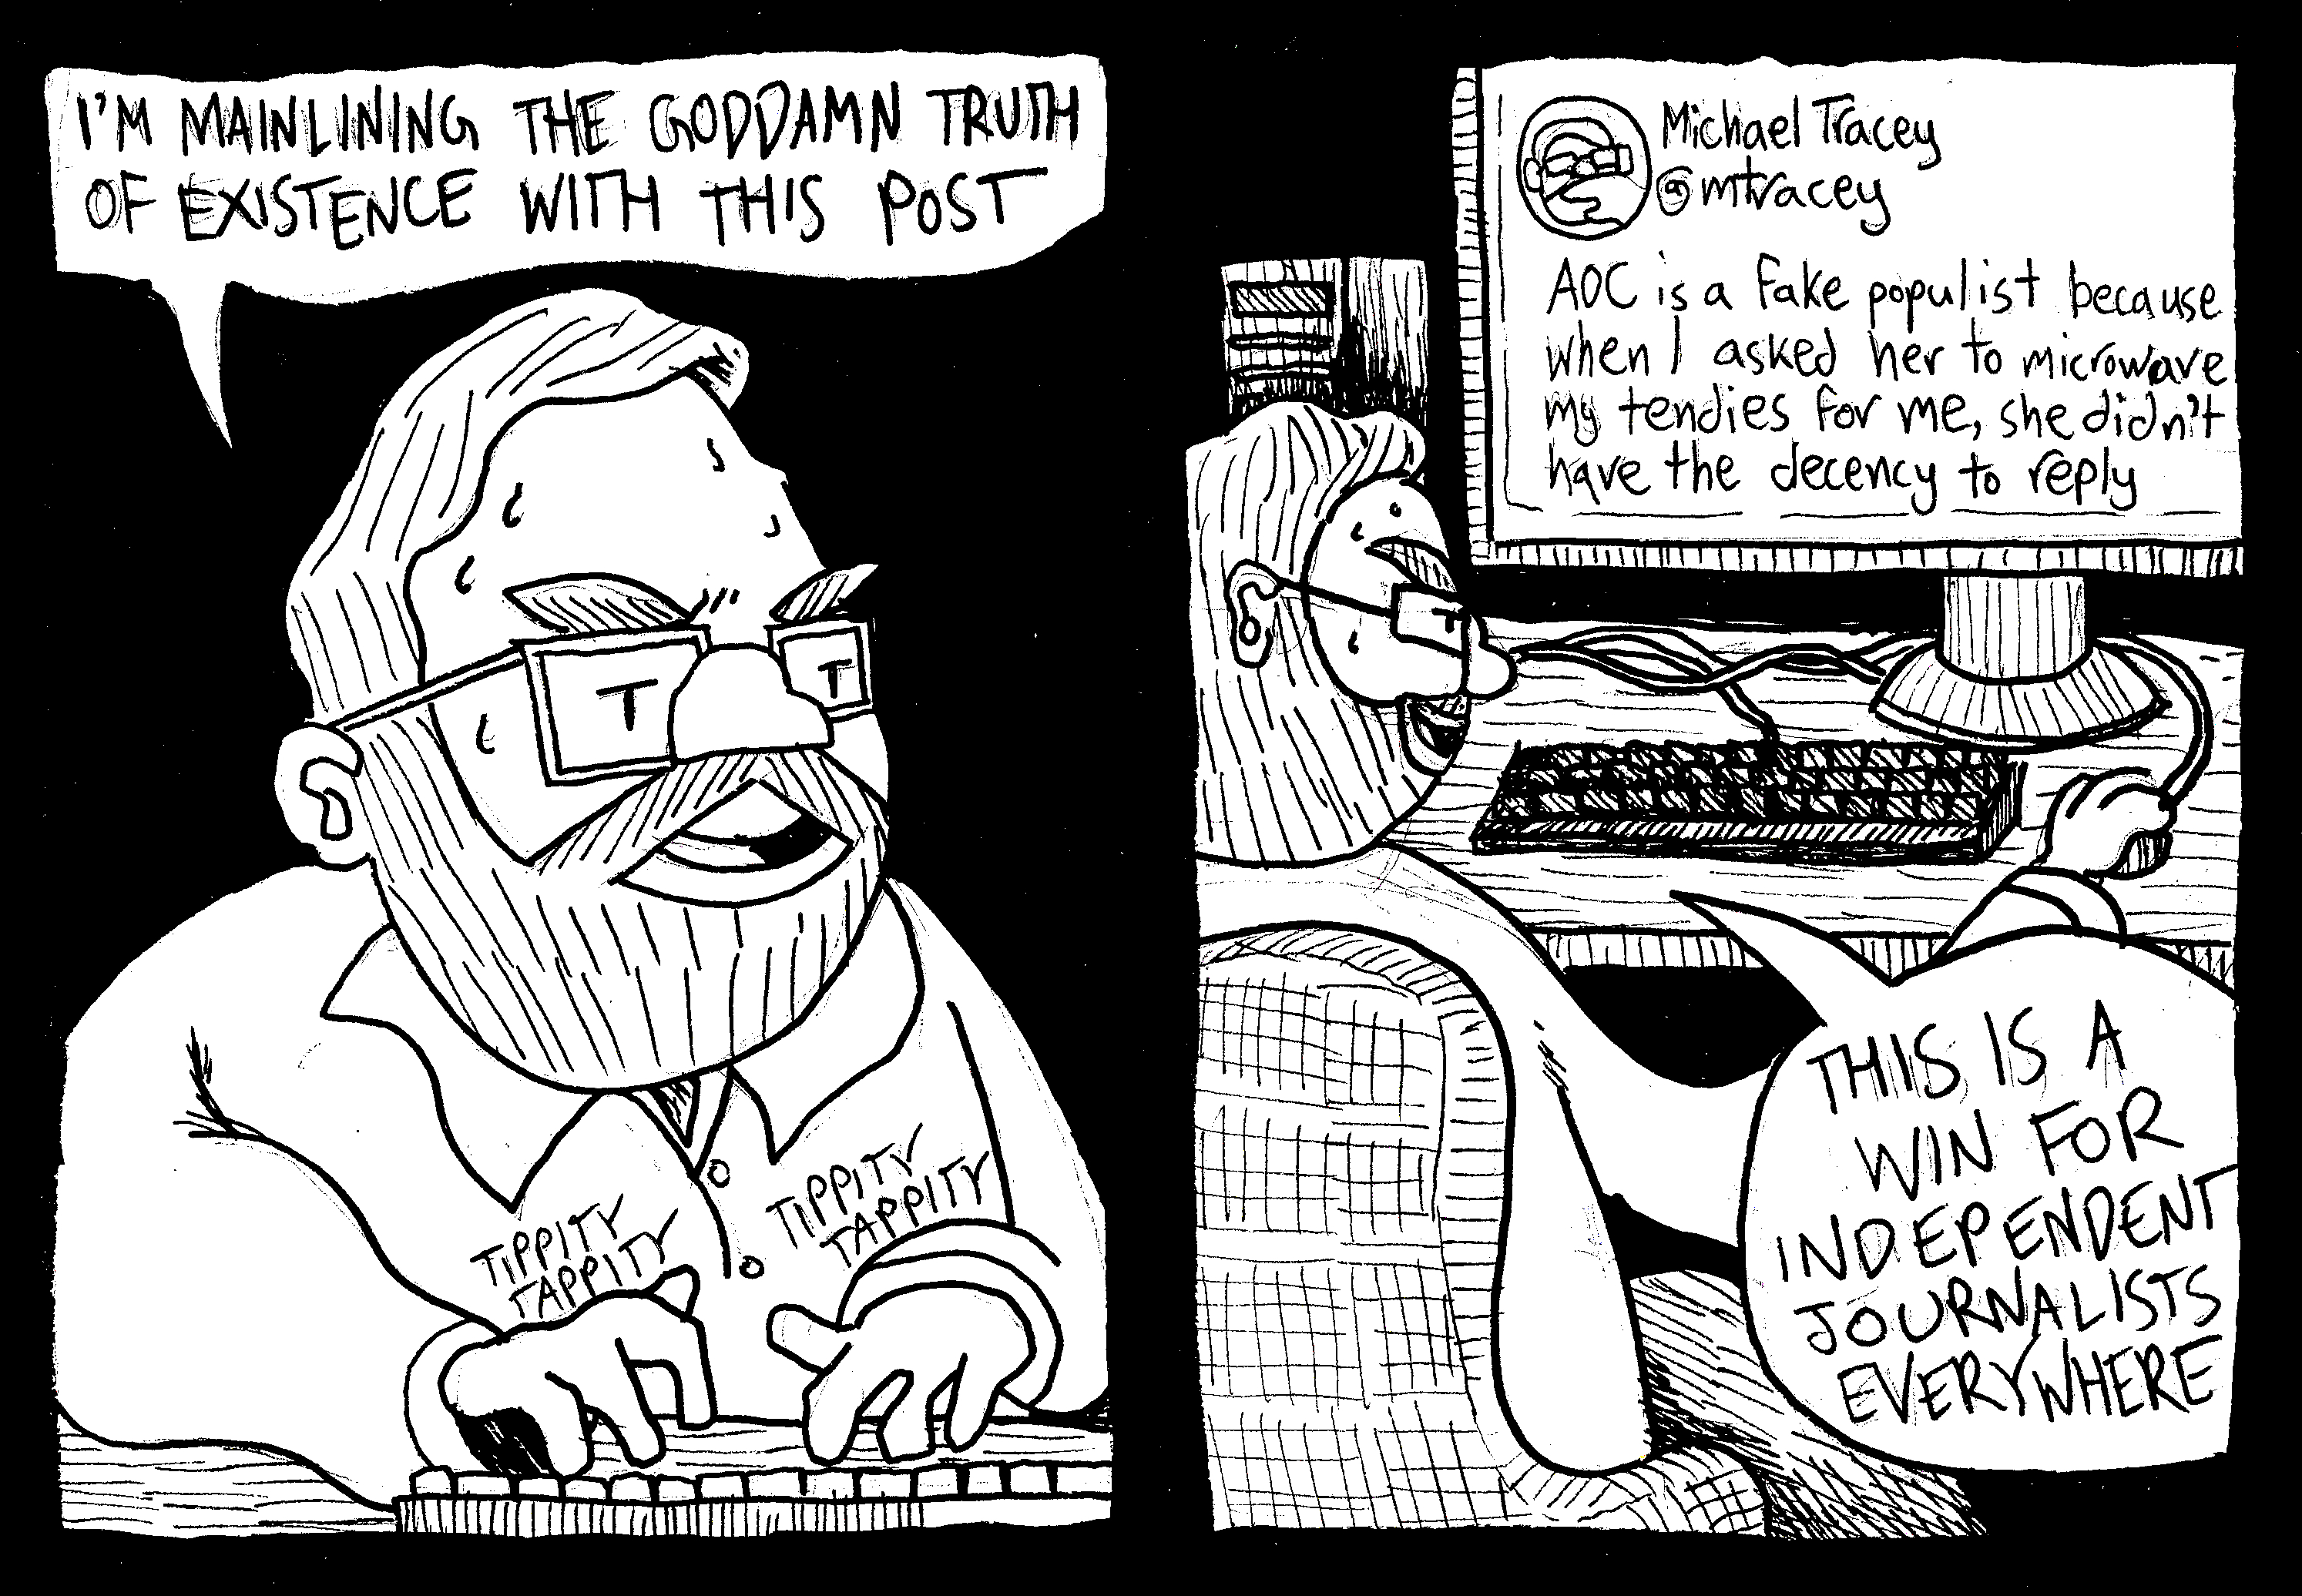 I'M MAINLINING THE GODDAMN TRUTH
OF EXISTENCE WITH THIS POST
T
T
TIPPITY
TAPPITY
TIPPITY
TAPPITY
Michael Tracey
@mtracey
AOC is a fake populist because
when I asked her to microwave
my tendies for me, she didn't
have the decency to reply
T
THIS IS A
WIN FOR
INDEPENDENT
JOURNALISTS
EVERYWHERE